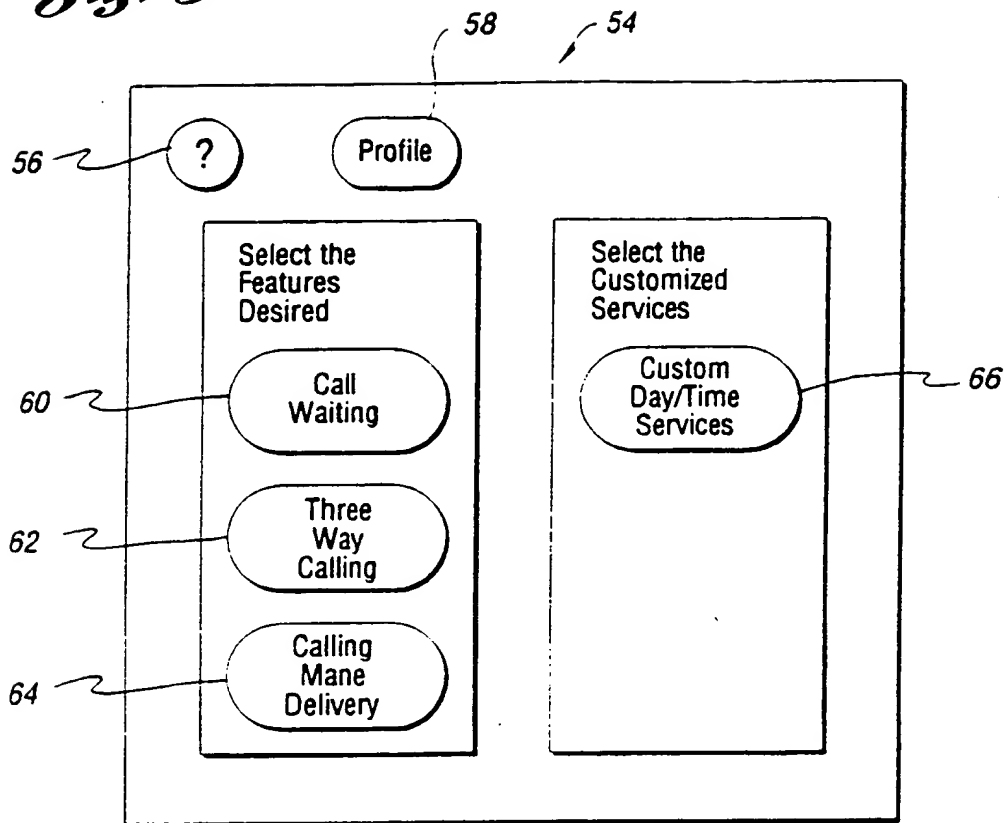 58
54
56
?
Profile
Select the
Features
Desired
Select the
Customized
Services
60
Call
Waiting
Custom
Day/Time
Services
66
62
Three
Way
Calling
64
Calling
Mane
Delivery